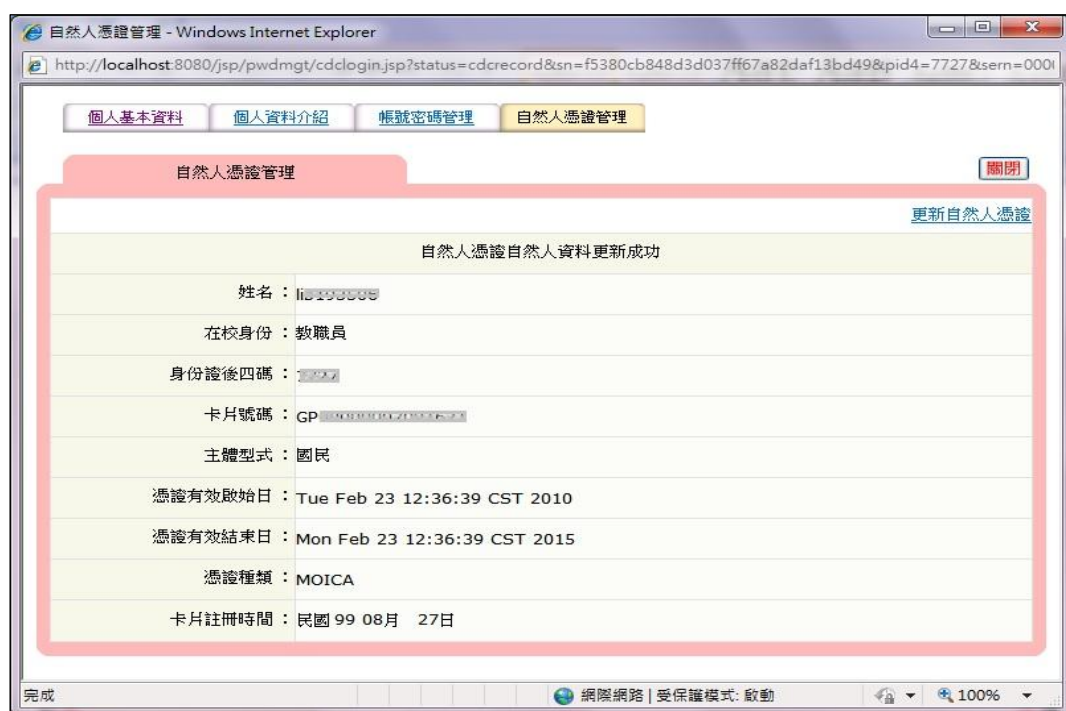 自然人憑證管理 - Windows Internet Explorer
http://localhost:8080/jsp/pwdmgt/cdclogin.jsp?status=cdcrecord&sn=f5380cb848d3d037ff67a82daf13bd49&pid4=7727&sern=000
個人基本資料 個人資料介紹 帳號密碼管理 自然人憑證管理
自然人憑證管理 關閉
更新自然人憑證
自然人憑證自然人資料更新成功
姓名：
在校身份：教職員
身份證後四碼：
卡片號碼：GP
主體型式：國民
憑證有效啟始日：Tue Feb 23 12:36:39 CST 2010
憑證有效結束日：Mon Feb 23 12:36:39 CST 2015
憑證種類：MOICA
卡片註冊時間：民國 99 08月 27日
完成 網際網路 | 受保護模式: 啟動 100%